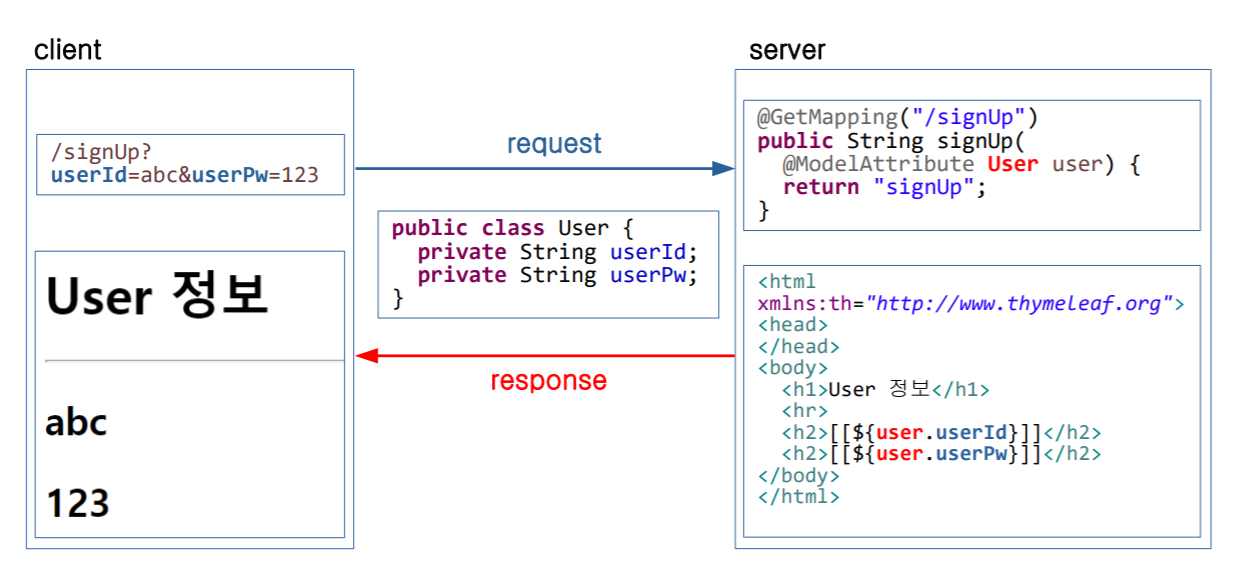 client
/signUp?
userId=abc&userPw=123
User 정보
abc
123
request
public class User {
  private String userId;
  private String userPw;
}
response
server
@GetMapping("/signUp")
public String signUp(
  @ModelAttribute User user) {
  return "signUp";
}
<html
xmlns:th="http://www.thymeleaf.org">
<head>
</head>
<body>
  <h1>User 정보</h1>
  <hr>
  <h2>[[${user.userId}]]</h2>
  <h2>[[${user.userPw}]]</h2>
</body>
</html>